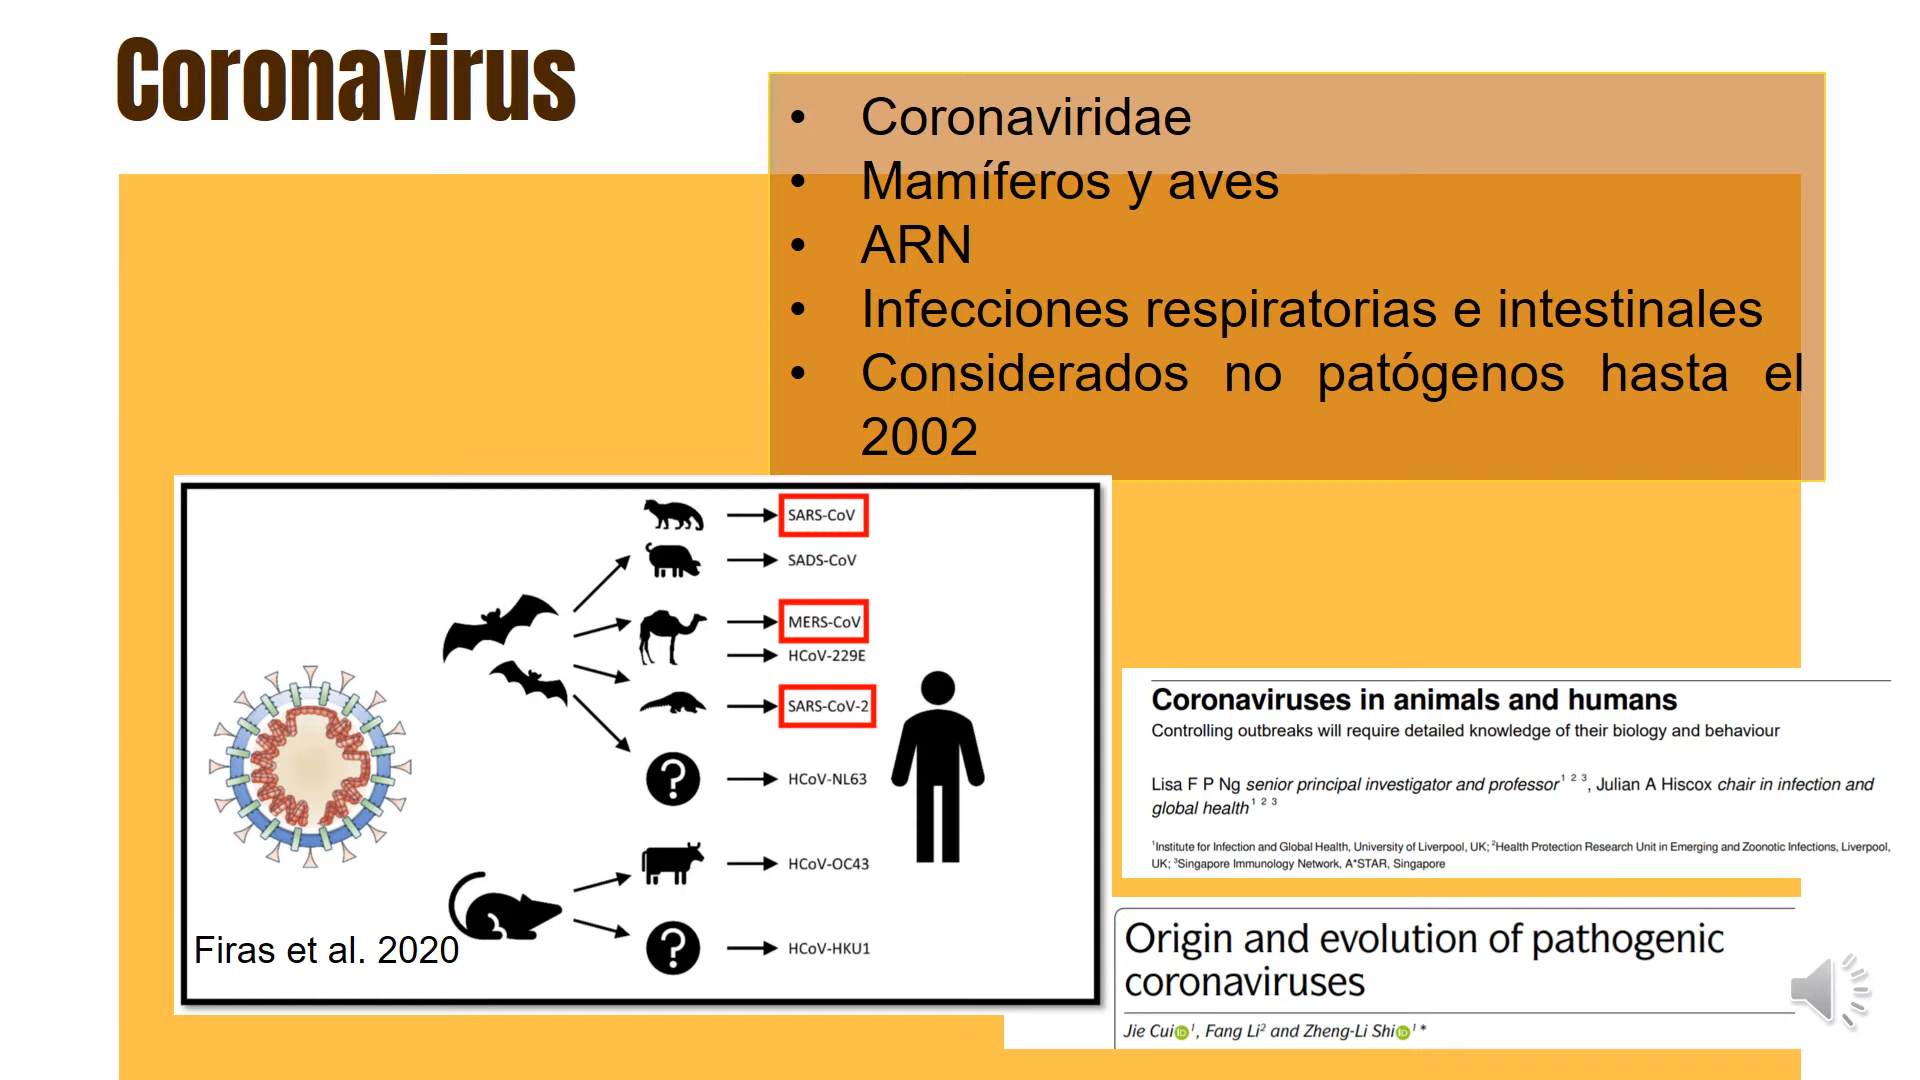 Coronavirus
• Coronaviridae
• Mamíferos y aves
• ARN
• Infecciones respiratorias e intestinales
• Considerados no patógenos hasta el
2002
SARS-CoV
SADS-CoV
MERS-CoV
HCoV-229E
SARS-CoV-2
?
HCoV-NL63
HCoV-OC43
?
HCoV-HKU1
Firas et al. 2020
Coronaviruses in animals and humans
Controlling outbreaks will require detailed knowledge of their biology and behaviour
Lisa F P Ng senior principal investigator and professor¹ ² ³, Julian A Hiscox chair in infection and
global health¹ ² ³
¹Institute for Infection and Global Health, University of Liverpool, UK; ²Health Protection Research Unit in Emerging and Zoonotic Infections, Liverpool,
UK; ³Singapore Immunology Network, A*STAR, Singapore
Origin and evolution of pathogenic
coronaviruses
Jie Cui iD ¹, Fang Li² and Zheng-Li Shi iD ¹*